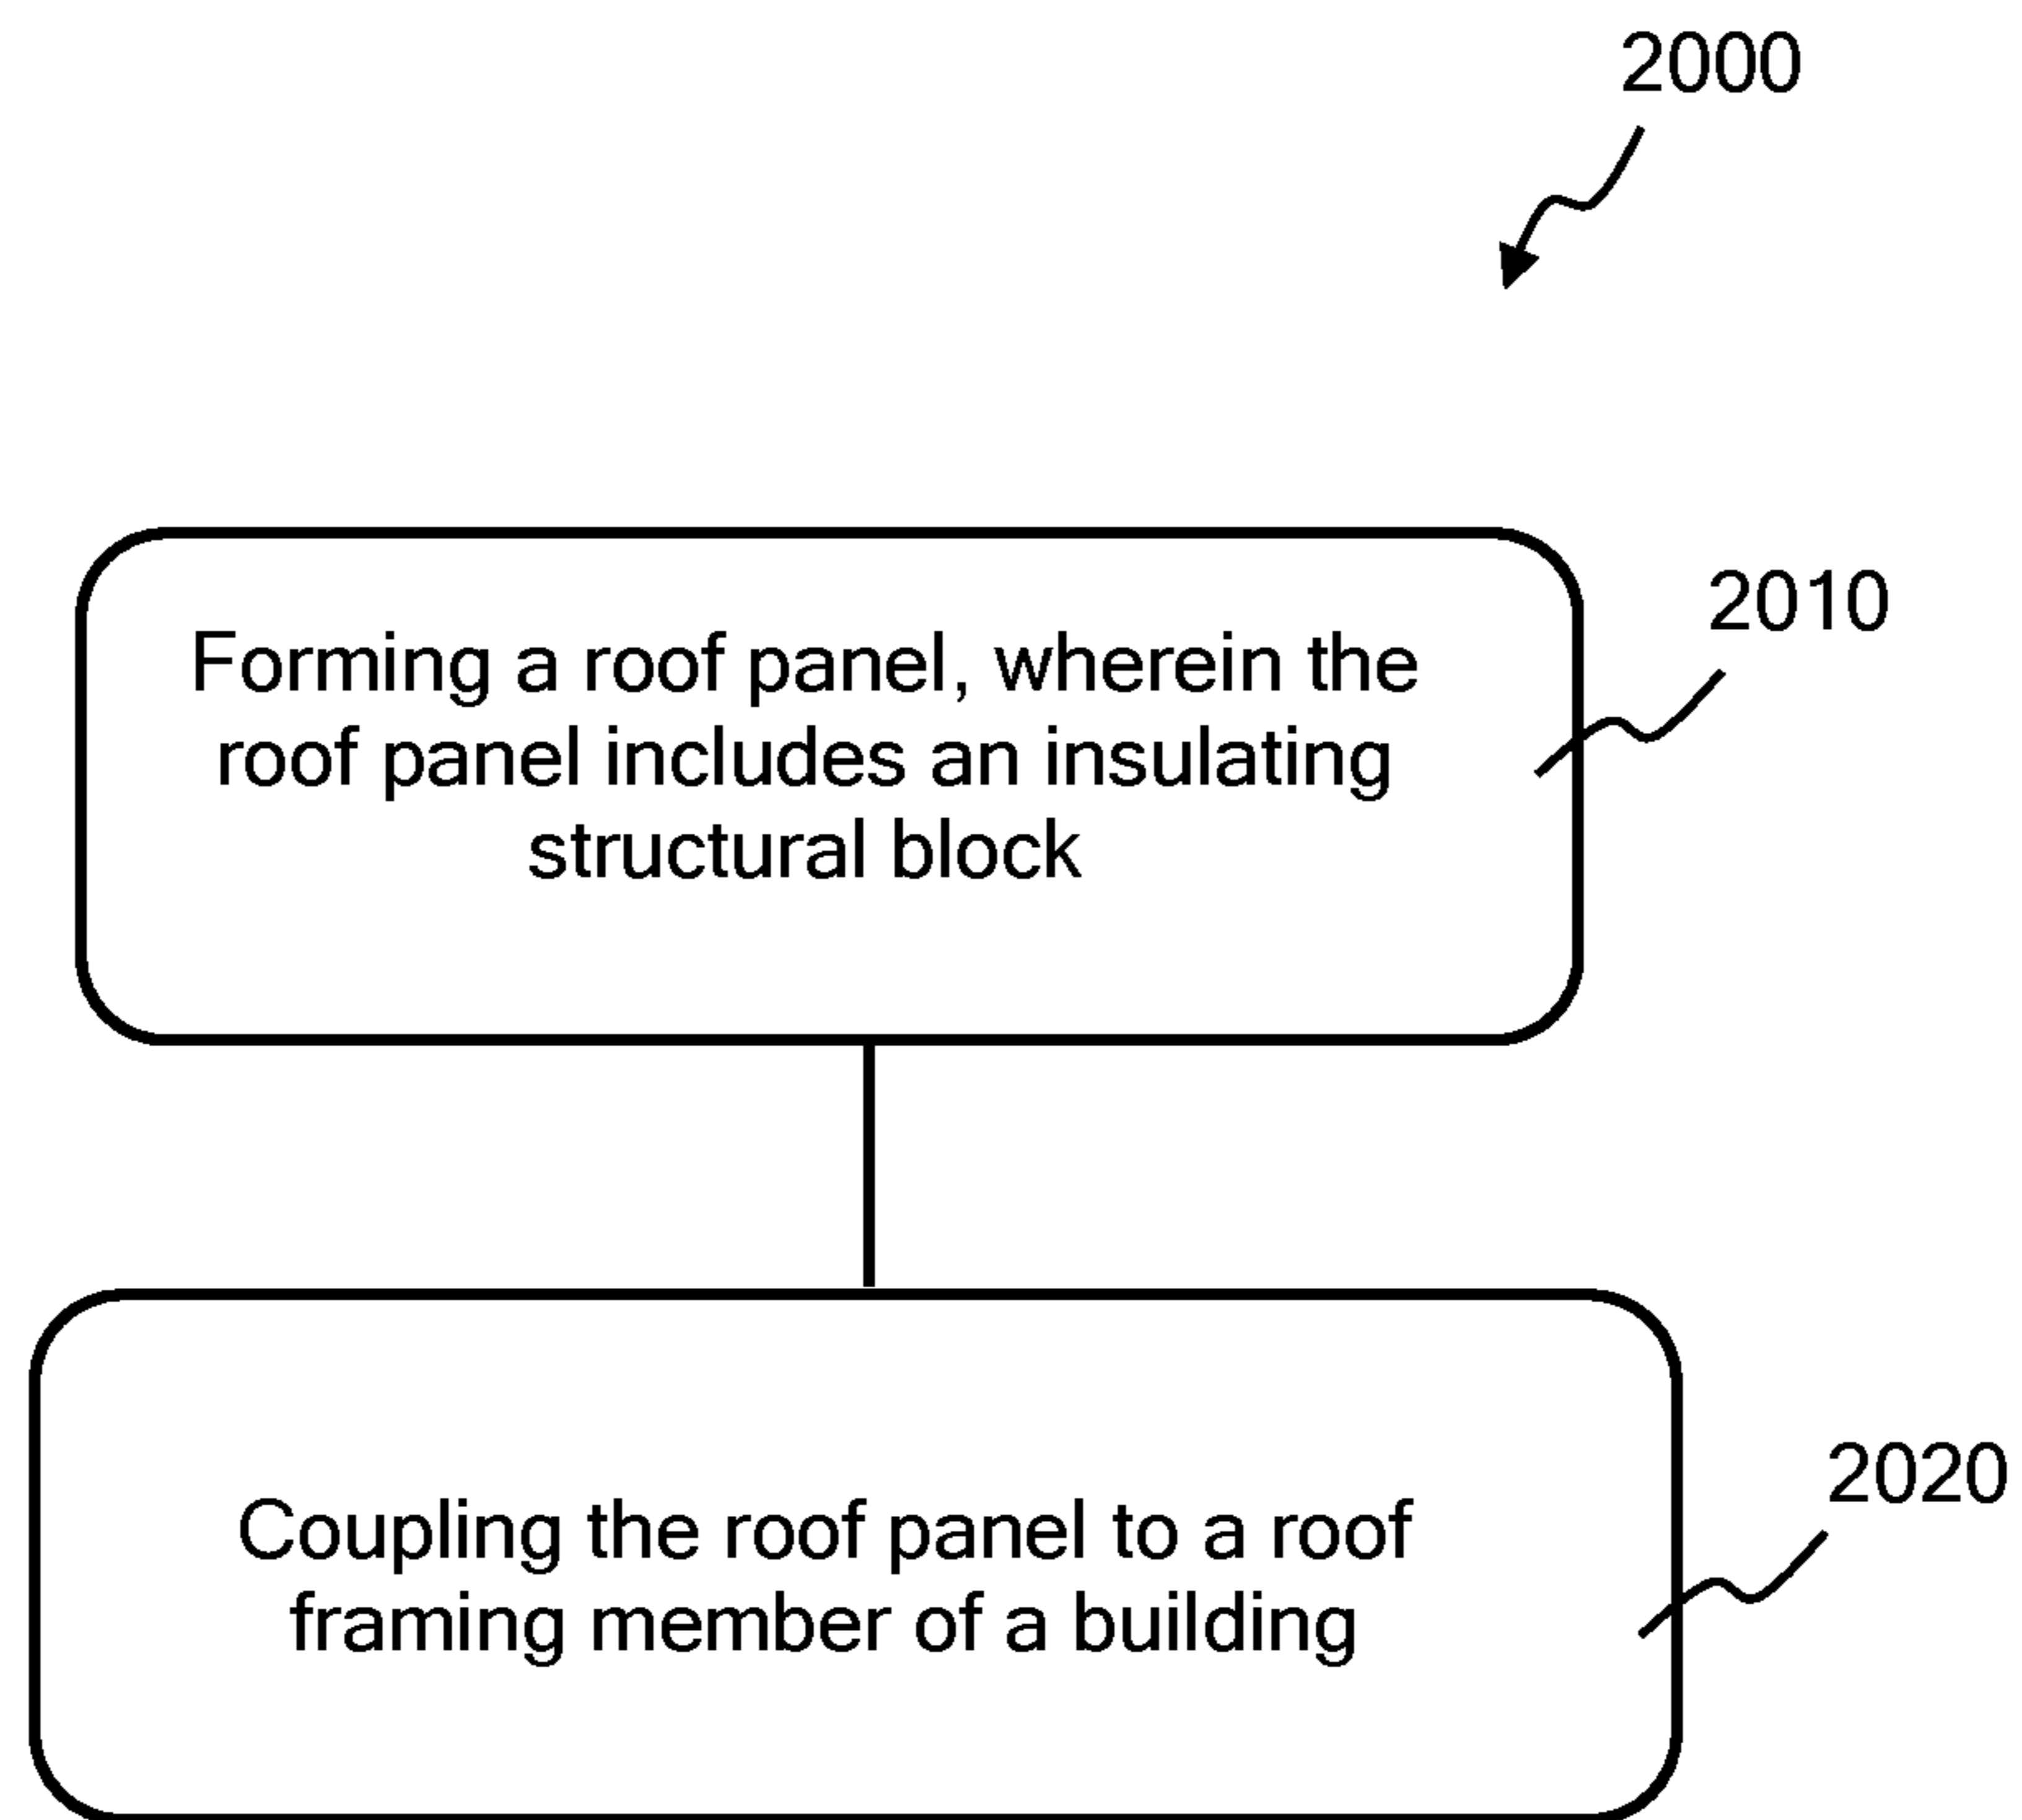 2000
2010
Forming a roof panel, wherein the
roof panel includes an insulating
structural block
2020
Coupling the roof panel to a roof
framing member of a building